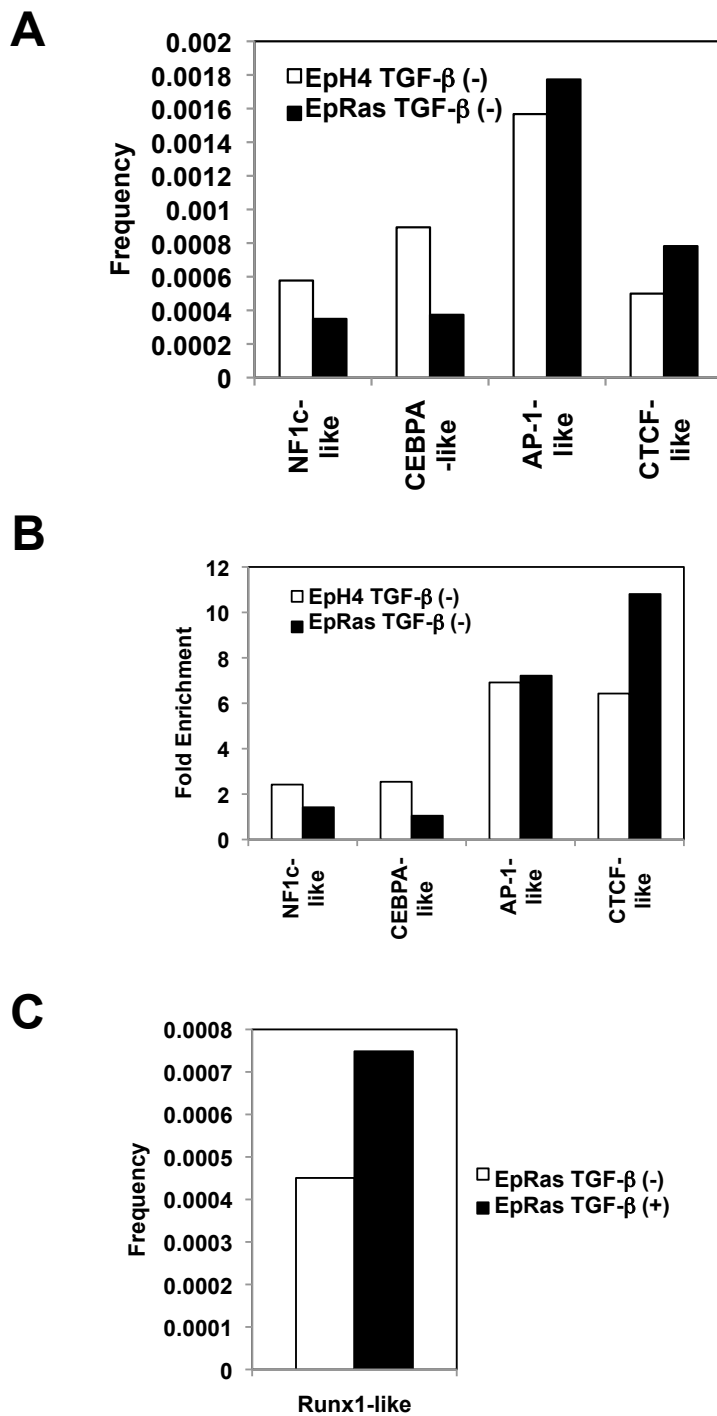 A
0.002
0.0018
0.0016
0.0014
0.0012
0.001
0.0008
0.0006
0.0004
0.0002
0
Frequency
EpH4 TGF-β (-)
EpRas TGF-β (-)
NF1c-
like
CEBPA
-like
AP-1-
like
CTCF-
like
B
12
10
8
6
4
2
0
Fold Enrichment
EpH4 TGF-β (-)
EpRas TGF-β (-)
NF1c-
like
CEBPA-
like
AP-1-
like
CTCF-
like
C
0.0008
0.0007
0.0006
0.0005
0.0004
0.0003
0.0002
0.0001
0
Frequency
EpRas TGF-β (-)
EpRas TGF-β (+)
Runx1-like